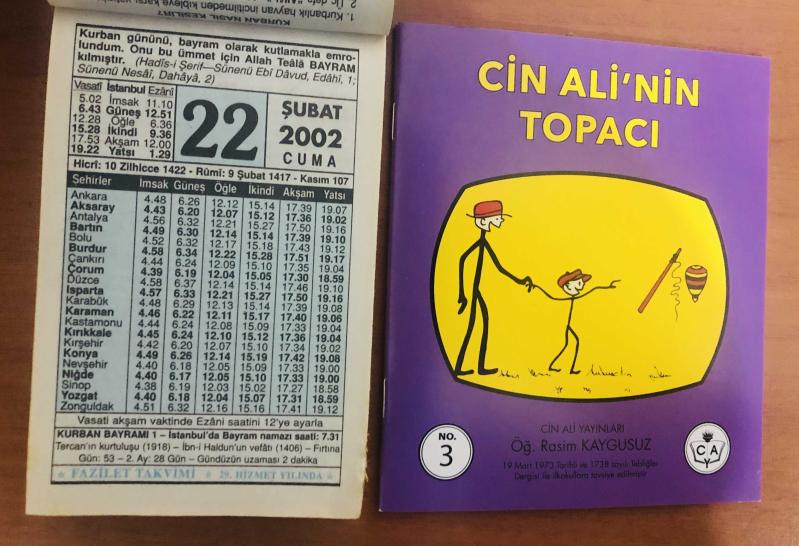 1. Kurbanlık hayvan incitilmeden kıbleye karşı
KURBAN NASIL KESİLİR?
Kurban gününü, bayram olarak kutlamakla emro-
lundum. Onu bu ümmet için Allah Teâlâ BAYRAM
kılmıştır. (Hadîs-i Şerif—Sünenü Ebî Dâvud, Edâhî, 1;
Sünenü Nesâî, Dahâyâ, 2)
Vasatî İstanbul Ezânî
5.02 İmsak 11.10
6.43 Güneş 12.51
12.28 Öğle 6.36
15.28 İkindi 9.36
17.53 Akşam 12.00
19.22 Yatsı 1.29
22
ŞUBAT
2002
CUMA
Hicrî: 10 Zilhicce 1422 - Rûmî: 9 Şubat 1417 - Kasım 107
Şehirler İmsak Güneş Öğle İkindi Akşam Yatsı
Ankara 4.48 6.26 12.12 15.14 17.39 19.07
Aksaray 4.43 6.20 12.07 15.12 17.36 19.02
Antalya 4.56 6.32 12.21 15.27 17.50 19.16
Bartın 4.49 6.30 12.14 15.14 17.39 19.10
Bolu 4.52 6.32 12.17 15.18 17.43 19.12
Burdur 4.58 6.34 12.22 15.28 17.51 19.17
Çankırı 4.44 6.24 12.09 15.10 17.35 19.04
Çorum 4.39 6.19 12.04 15.05 17.30 18.59
Düzce 4.58 6.37 12.14 15.14 17.46 19.10
Isparta 4.57 6.33 12.21 15.27 17.50 19.16
Karabük 4.48 6.29 12.13 15.14 17.39 19.08
Karaman 4.46 6.22 12.11 15.17 17.40 19.06
Kastamonu 4.44 6.24 12.08 15.09 17.33 19.04
Kırıkkale 4.45 6.24 12.10 15.12 17.36 19.04
Kırşehir 4.42 6.20 12.07 15.10 17.34 19.02
Konya 4.49 6.26 12.14 15.19 17.42 19.08
Nevşehir 4.40 6.18 12.05 15.09 17.33 19.00
Niğde 4.40 6.17 12.05 15.10 17.33 19.00
Sinop 4.38 6.19 12.03 15.02 17.27 18.58
Yozgat 4.40 6.18 12.04 15.07 17.31 18.59
Zonguldak 4.51 6.32 12.16 15.16 17.41 19.12
Vasati akşam vaktinde Ezâni saatini 12'ye ayarla
KURBAN BAYRAMI 1 – İstanbul'da Bayram namazı saati: 7.31
Tercan'ın kurtuluşu (1918) – İbn-i Haldun'un vefâtı (1406) – Fırtına
Gün: 53 – 2. Ay: 28 Gün – Gündüzün uzaması 2 dakika
FAZİLET TAKVİMİ 29. HİZMET YILINDA
CİN ALİ'NİN
TOPACI
NO.
3
CİN ALİ YAYINLARI
Öğ. Rasim KAYGUSUZ
19 Mart 1973 Tarihli ve 1738 sayılı Tebliğler
Dergisi ile ilkokullara tavsiye edilmiştir
CAY